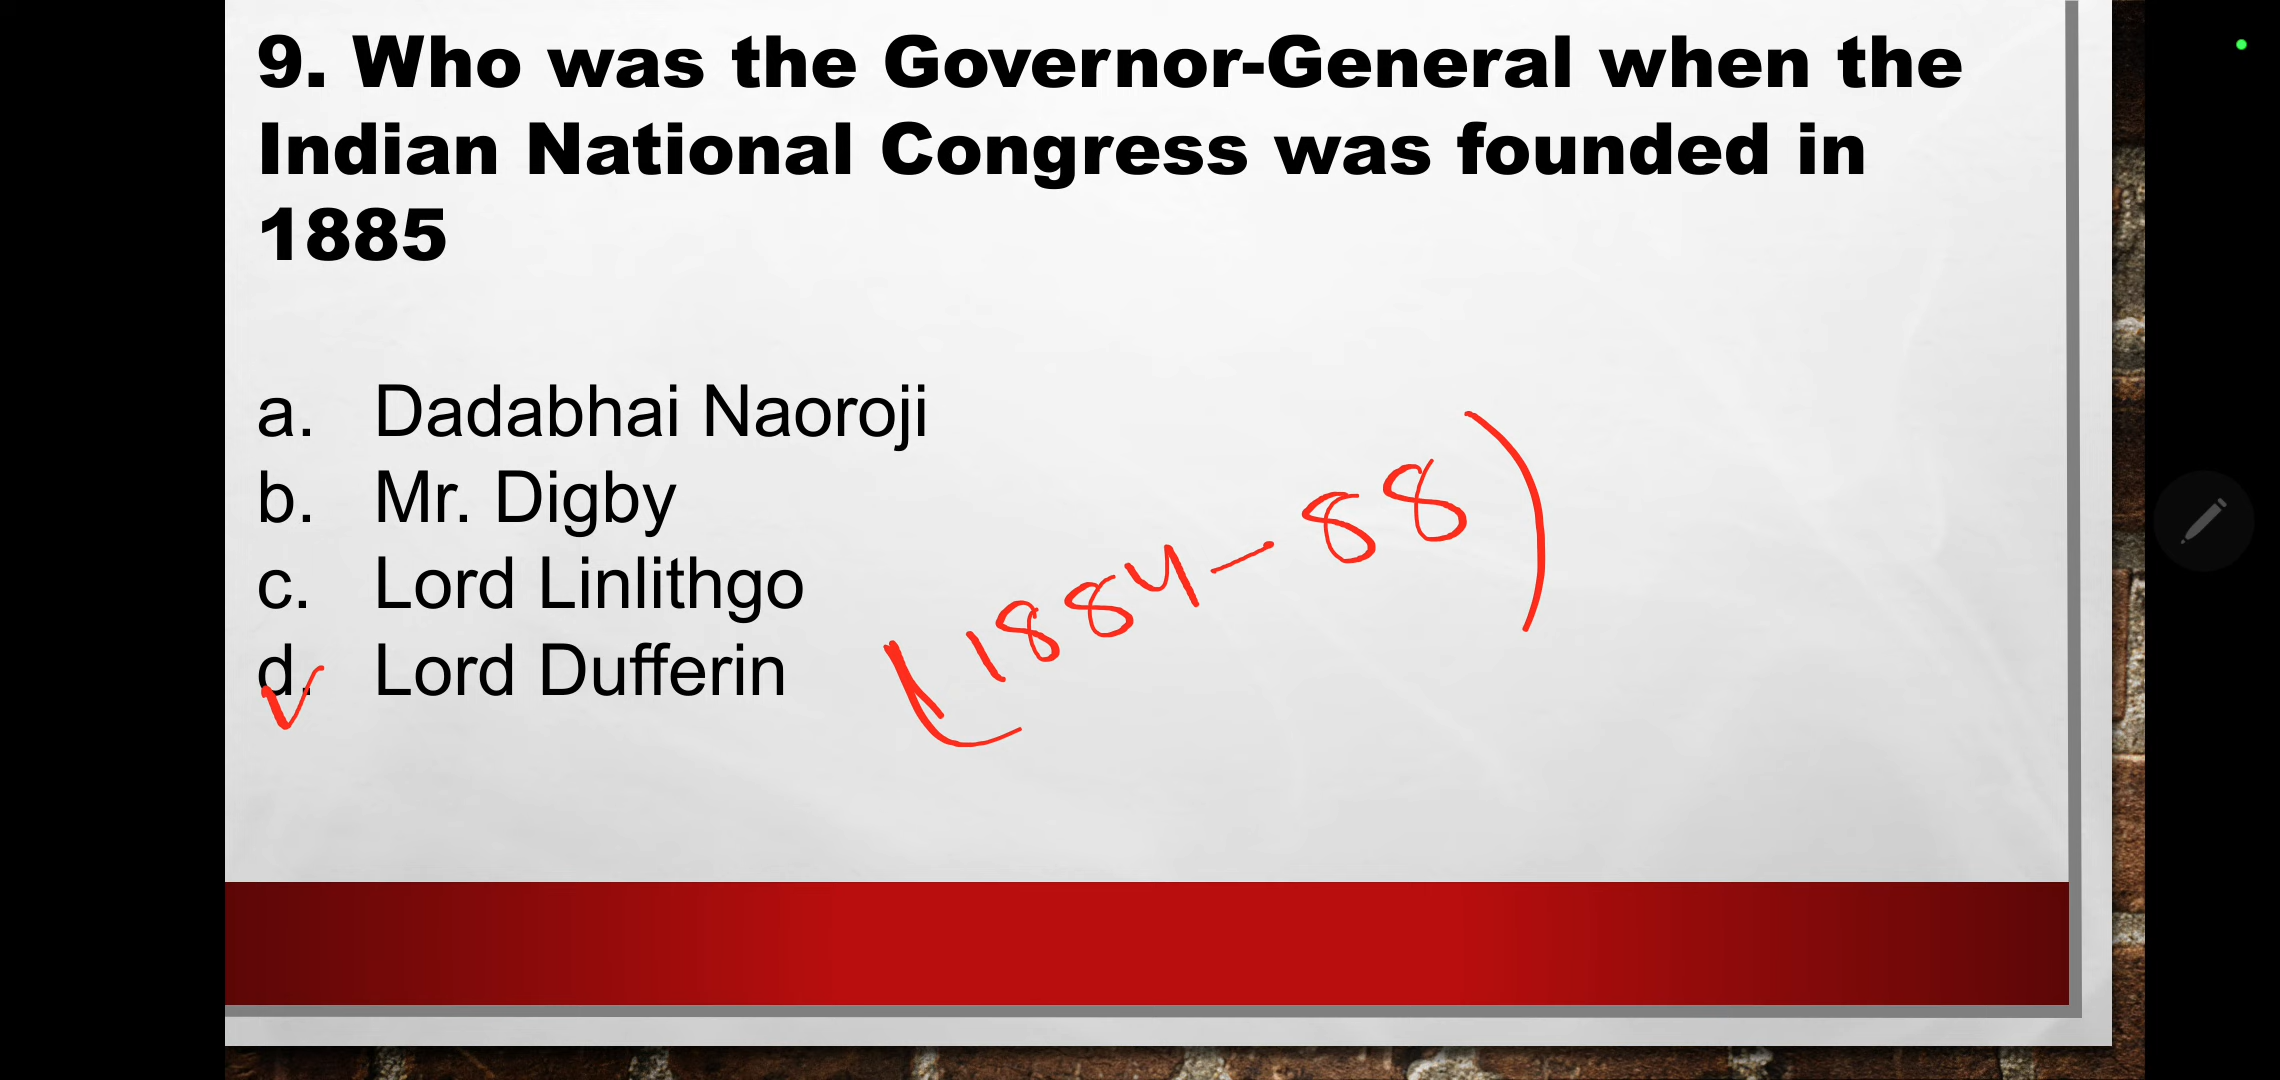 9. Who was the Governor-General when the
Indian National Congress was founded in
1885
a. Dadabhai Naoroji
b. Mr. Digby
c. Lord Linlithgo
d. Lord Dufferin
(1884-88)